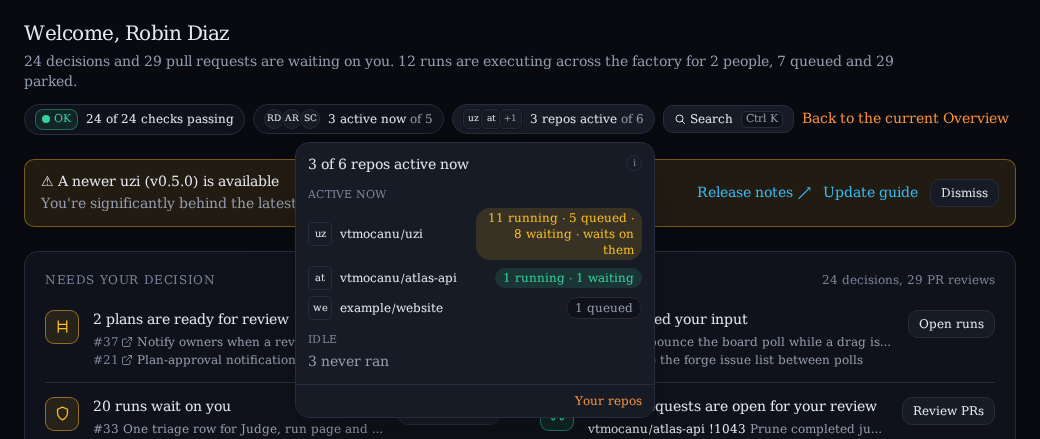 Welcome, Robin Diaz
24 decisions and 29 pull requests are waiting on you. 12 runs are executing across the factory for 2 people, 7 queued and 29
parked.
OK 24 of 24 checks passing
RD AR SC 3 active now of 5
uz at +1 3 repos active of 6
Search Ctrl K
Back to the current Overview
⚠ A newer uzi (v0.5.0) is available
You're significantly behind the latest
Release notes ↗ Update guide Dismiss
3 of 6 repos active now i
ACTIVE NOW
uz vtmocanu/uzi 11 running · 5 queued ·
8 waiting · waits on
them
at vtmocanu/atlas-api 1 running · 1 waiting
we example/website 1 queued
IDLE
3 never ran
Your repos
NEEDS YOUR DECISION 24 decisions, 29 PR reviews
2 plans are ready for review
#37 Notify owners when a rev
#21 Plan-approval notification
ed your input
ounce the board poll while a drag is...
the forge issue list between polls
Open runs
20 runs wait on you
#33 One triage row for Judge, run page and ...
quests are open for your review
vtmocanu/atlas-api !1043 Prune completed ju...
Review PRs